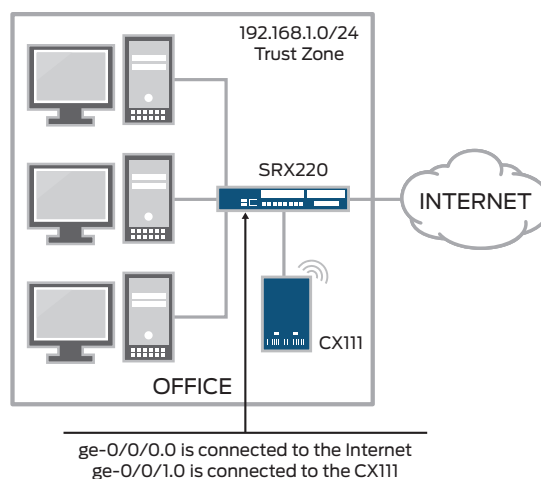 192.168.1.0/24
Trust Zone
SRX220
INTERNET
CX111
OFFICE
ge-0/0/0.0 is connected to the Internet
ge-0/0/1.0 is connected to the CX111